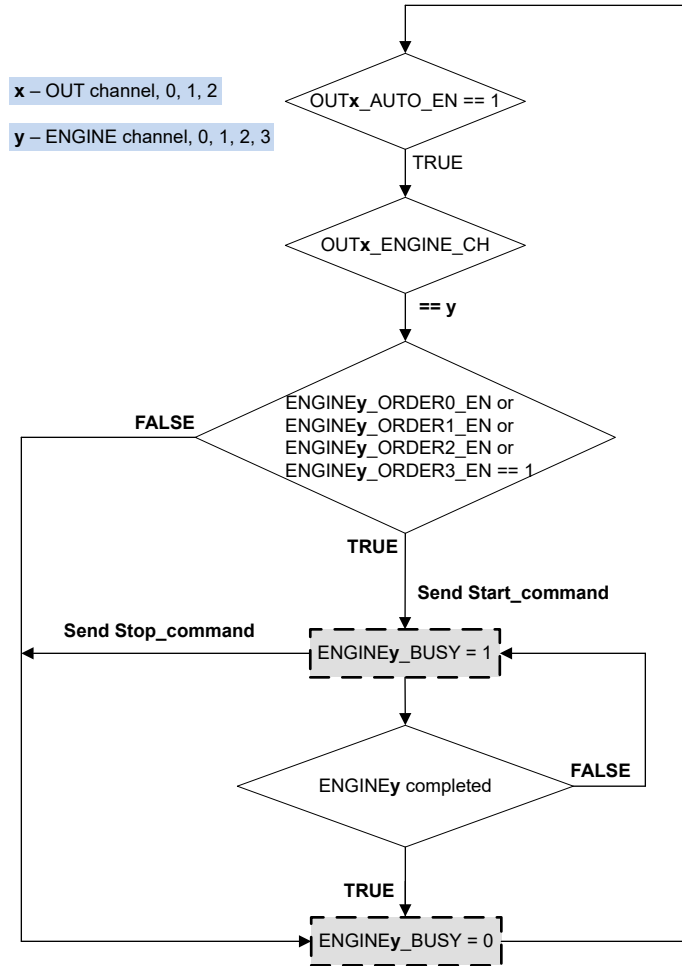 OUTx_AUTO_EN == 1
x – OUT channel, 0, 1, 2
y – ENGINE channel, 0, 1, 2, 3
TRUE
OUTx_ENGINE_CH
== y
ENGINEy_ORDER0_EN or
ENGINEy_ORDER1_EN or
ENGINEy_ORDER2_EN or
ENGINEy_ORDER3_EN == 1
FALSE
TRUE
Send Start_command
Send Stop_command
ENGINEy_BUSY = 1
ENGINEy completed
FALSE
TRUE
ENGINEy_BUSY = 0